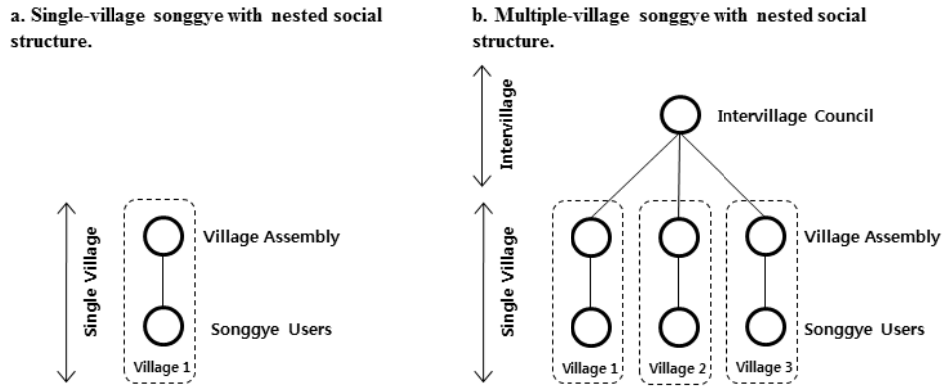 a. Single-village songgye with nested social
structure.
Single Village
Village Assembly
Songgye Users
Village 1
b. Multiple-village songgye with nested social
structure.
Intervillage
Intervillage Council
Single Village
Village Assembly
Songgye Users
Village 1
Village 2
Village 3